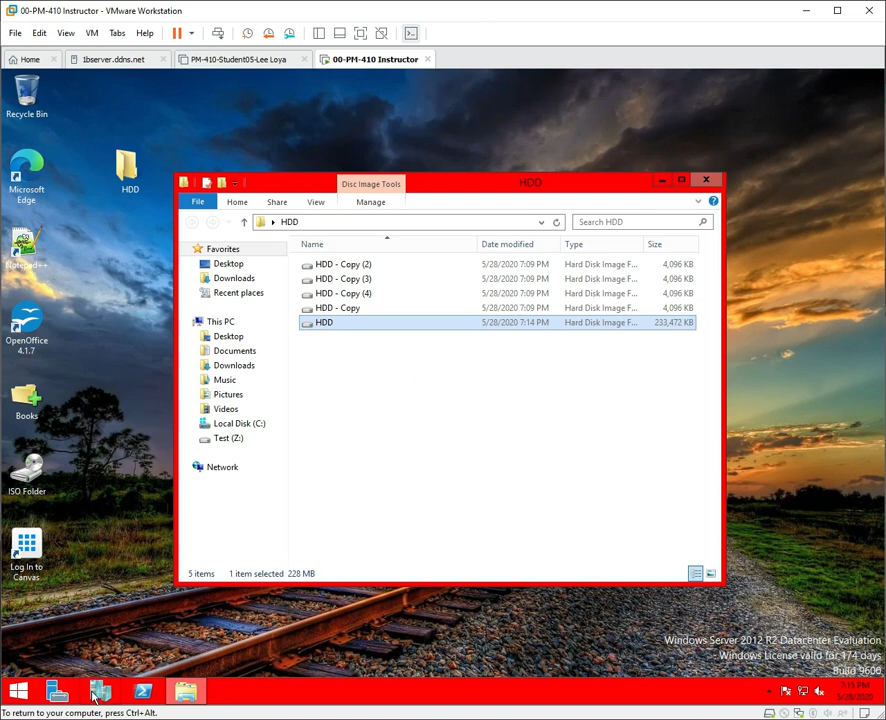 00-PM-410 Instructor - VMware Workstation
File Edit View VM Tabs Help
Home 1bserver.ddns.net PM-410-Student05-Lee Loya 00-PM-410 Instructor
Recycle Bin
Microsoft Edge
HDD
Notepad++
OpenOffice 4.1.7
Books
ISO Folder
Log In to Canvas
Disc Image Tools HDD
File Home Share View Manage
HDD Search HDD
Favorites
Desktop
Downloads
Recent places
This PC
Desktop
Documents
Downloads
Music
Pictures
Videos
Local Disk (C:)
Test (Z:)
Network
Name Date modified Type Size
HDD - Copy (2) 5/28/2020 7:09 PM Hard Disk Image F... 4,096 KB
HDD - Copy (3) 5/28/2020 7:09 PM Hard Disk Image F... 4,096 KB
HDD - Copy (4) 5/28/2020 7:09 PM Hard Disk Image F... 4,096 KB
HDD - Copy 5/28/2020 7:09 PM Hard Disk Image F... 4,096 KB
HDD 5/28/2020 7:14 PM Hard Disk Image F... 233,472 KB
5 items 1 item selected 228 MB
Windows Server 2012 R2 Datacenter Evaluation
Windows License valid for 174 days
Build 9600
5/28/2020
To return to your computer, press Ctrl+Alt.